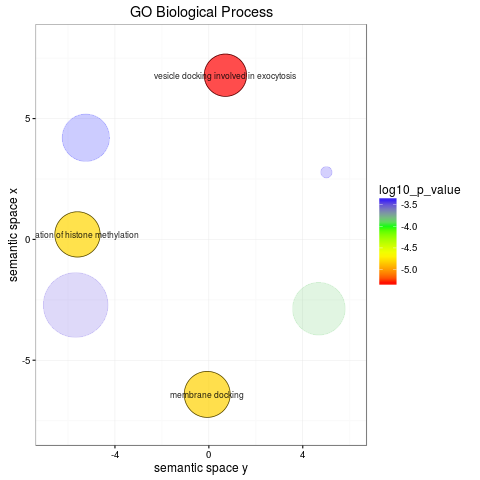 GO Biological Process
vesicle docking involved in exocytosis
5
log10_p_value
-3.5
-4.0
-4.5
-5.0
semantic space x
ation of histone methylation
0
-5
membrane docking
-4
0
4
semantic space y